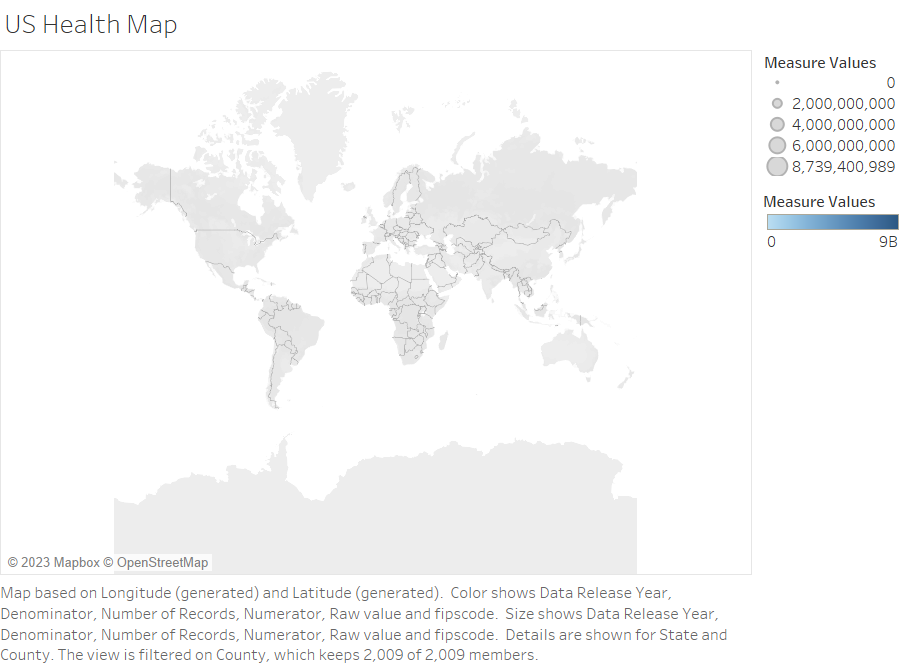 US Health Map
Measure Values
0
2,000,000,000
4,000,000,000
6,000,000,000
8,739,400,989
Measure Values
0 9B
© 2023 Mapbox © OpenStreetMap
Map based on Longitude (generated) and Latitude (generated). Color shows Data Release Year,
Denominator, Number of Records, Numerator, Raw value and fipscode. Size shows Data Release Year,
Denominator, Number of Records, Numerator, Raw value and fipscode. Details are shown for State and
County. The view is filtered on County, which keeps 2,009 of 2,009 members.